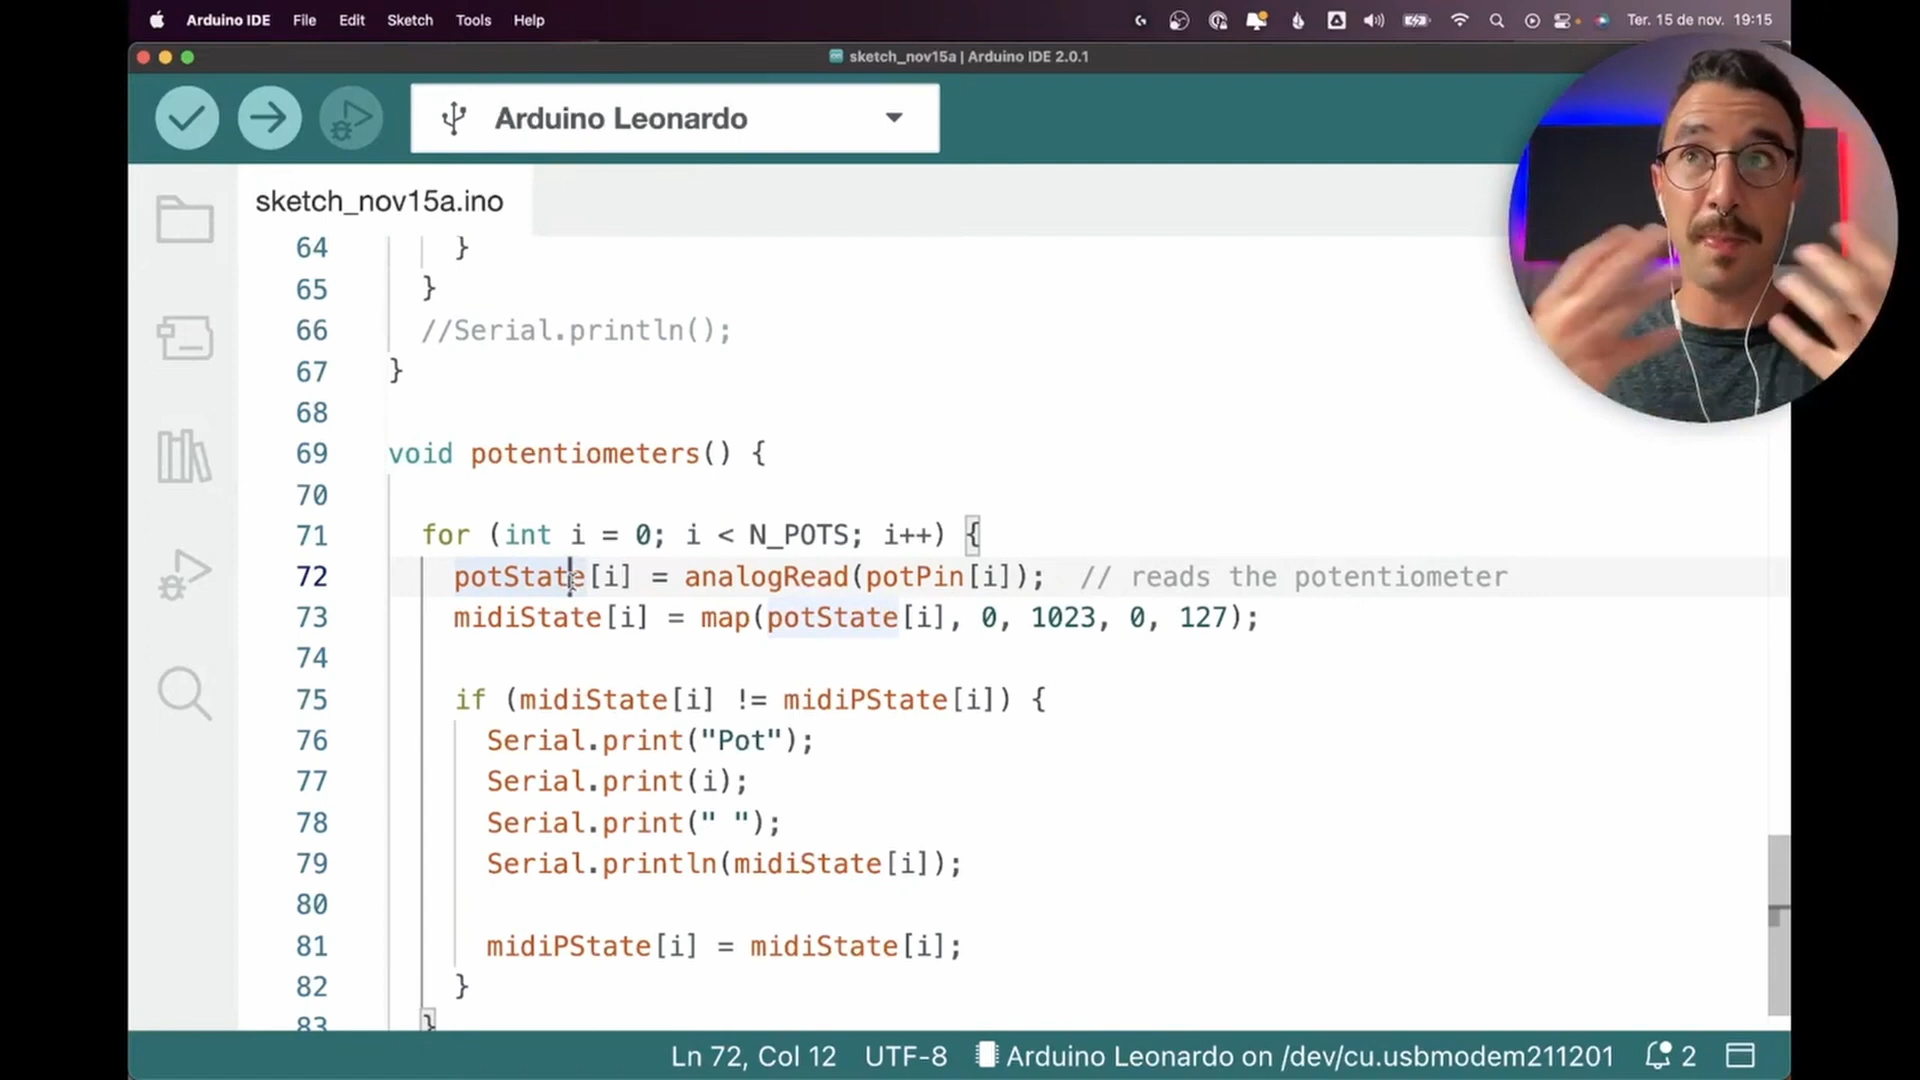 Arduino IDE File Edit Sketch Tools Help Ter. 15 de nov. 19:15
sketch_nov15a | Arduino IDE 2.0.1
Arduino Leonardo
sketch_nov15a.ino
64 }
65 }
66 //Serial.println();
67 }
68
69 void potentiometers() {
70
71 for (int i = 0; i < N_POTS; i++) {
72 potState[i] = analogRead(potPin[i]); // reads the potentiometer
73 midiState[i] = map(potState[i], 0, 1023, 0, 127);
74
75 if (midiState[i] != midiPState[i]) {
76 Serial.print("Pot");
77 Serial.print(i);
78 Serial.print(" ");
79 Serial.println(midiState[i]);
80
81 midiPState[i] = midiState[i];
82 }
83 }
Ln 72, Col 12 UTF-8 Arduino Leonardo on /dev/cu.usbmodem211201 2